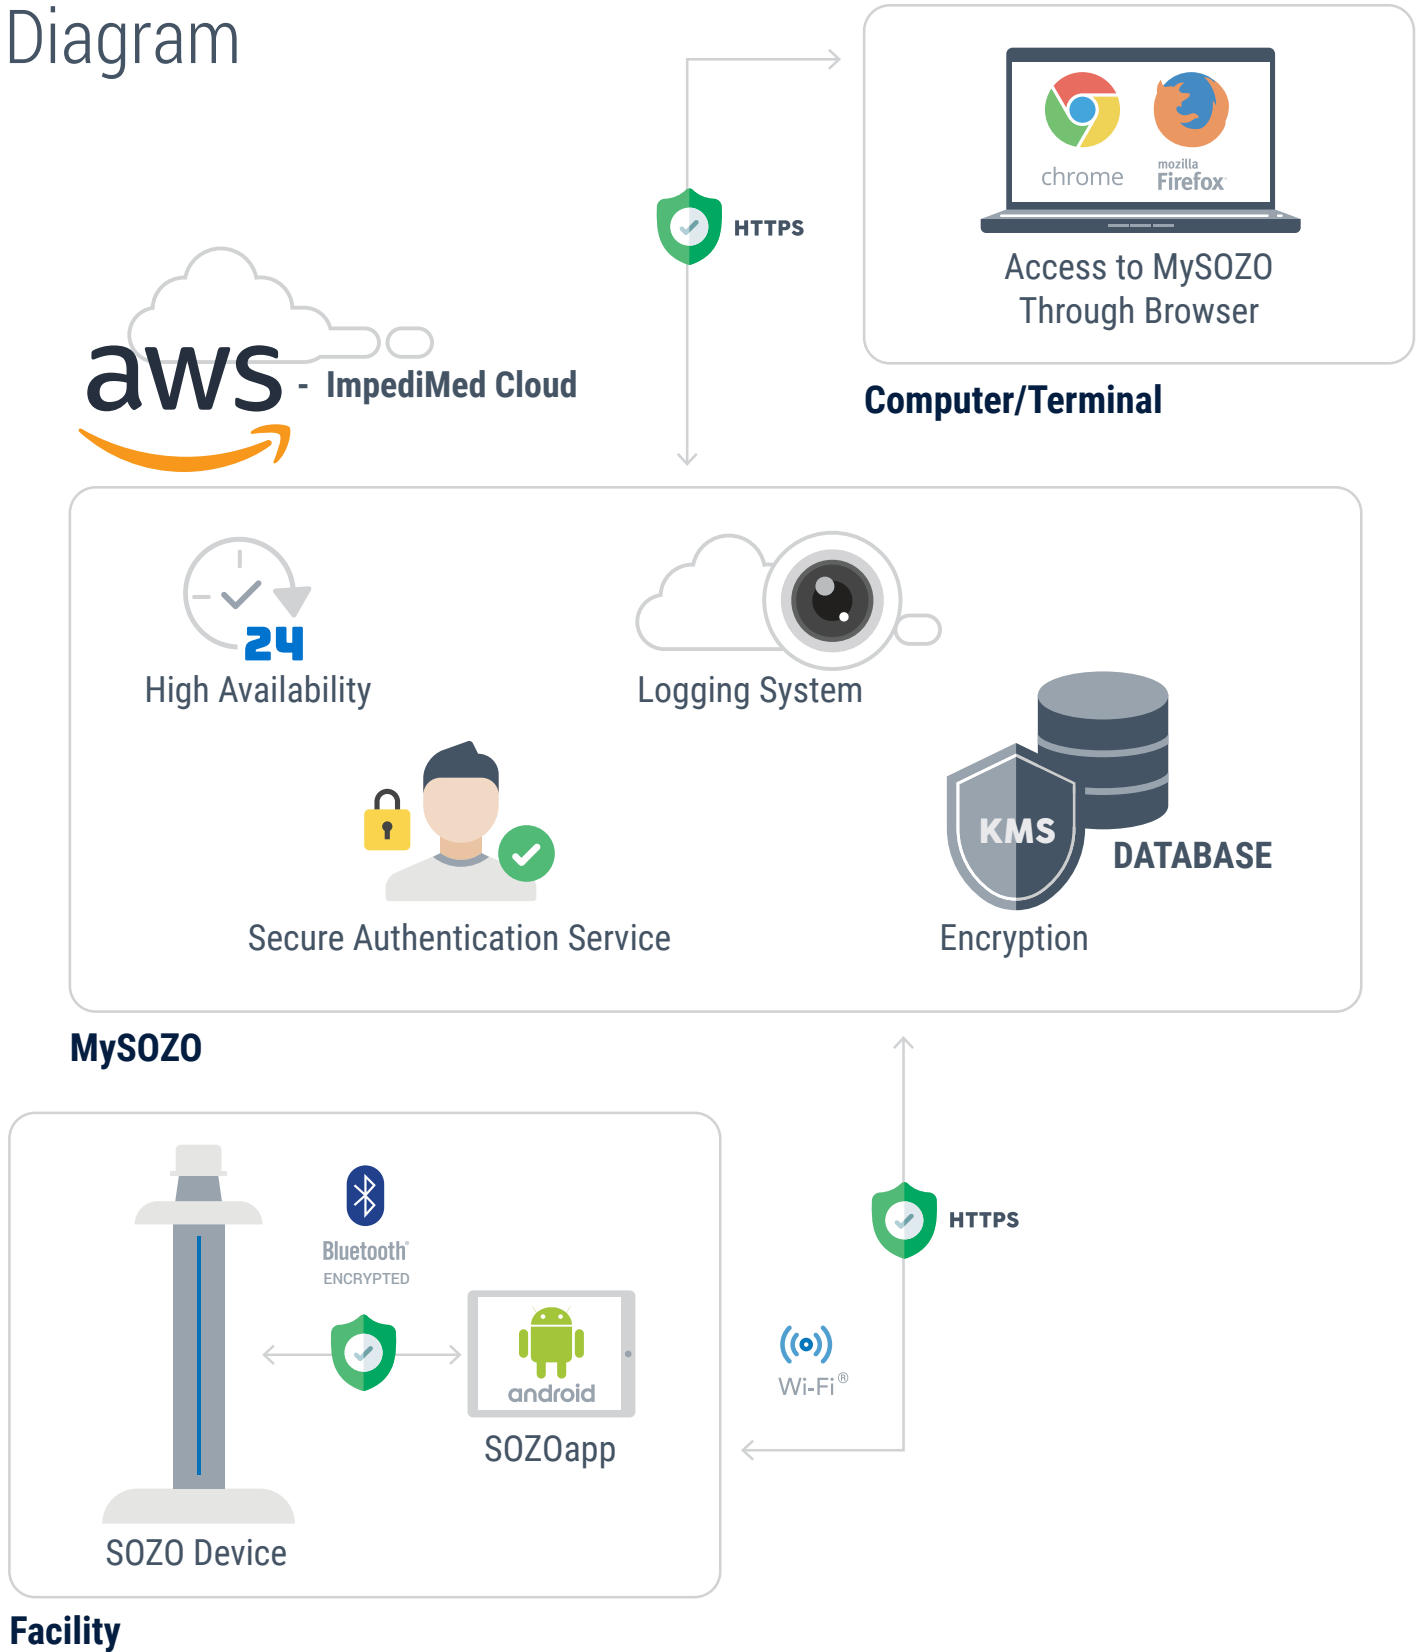 Diagram
chrome
mozilla
Firefox
HTTPS
Access to MySOZO
Through Browser
aws - ImpediMed Cloud
Computer/Terminal
24
High Availability
Logging System
KMS
DATABASE
Secure Authentication Service
Encryption
MySOZO
Bluetooth®
ENCRYPTED
HTTPS
Wi-Fi®
android
SOZOapp
SOZO Device
Facility